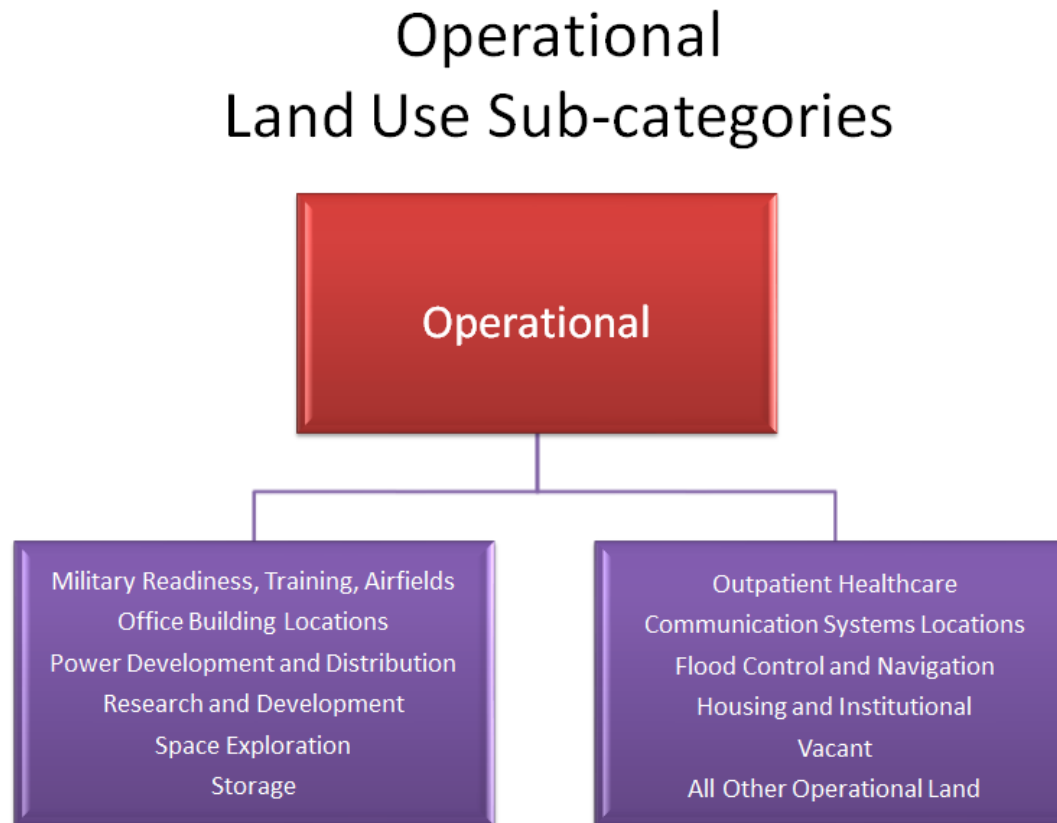 Operational
Land Use Sub-categories
Operational
Military Readiness, Training, Airfields
Office Building Locations
Power Development and Distribution
Research and Development
Space Exploration
Storage
Outpatient Healthcare
Communication Systems Locations
Flood Control and Navigation
Housing and Institutional
Vacant
All Other Operational Land